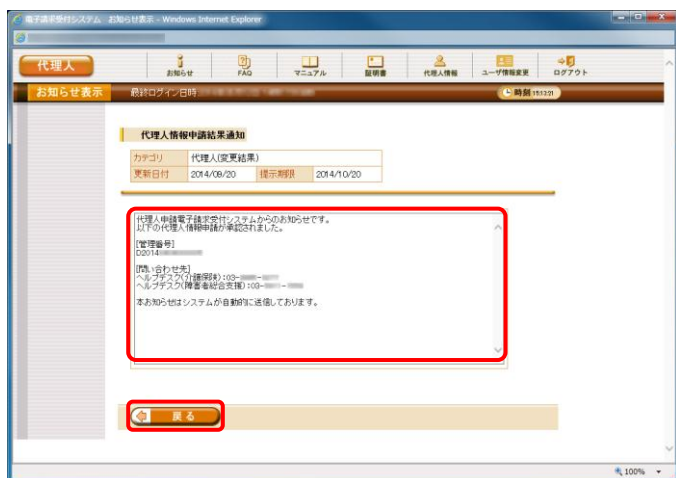 電子請求受付システム お知らせ表示 - Windows Internet Explorer
代理人
お知らせ
FAQ
マニュアル
証明書
代理人情報
ユーザ情報変更
ログアウト
お知らせ表示 最終ログイン日時 時刻 15:13:21
代理人情報申請結果通知
カテゴリ 代理人(変更結果)
更新日付 2014/09/20 掲示期限 2014/10/20
代理人申請電子請求受付システムからのお知らせです。
以下の代理人情報申請が承認されました。
[管理番号]
D2014
[問い合わせ先]
ヘルプデスク(介護保険):03-
ヘルプデスク(障害者総合支援):03-
本お知らせはシステムが自動的に送信しております。
戻る
100%